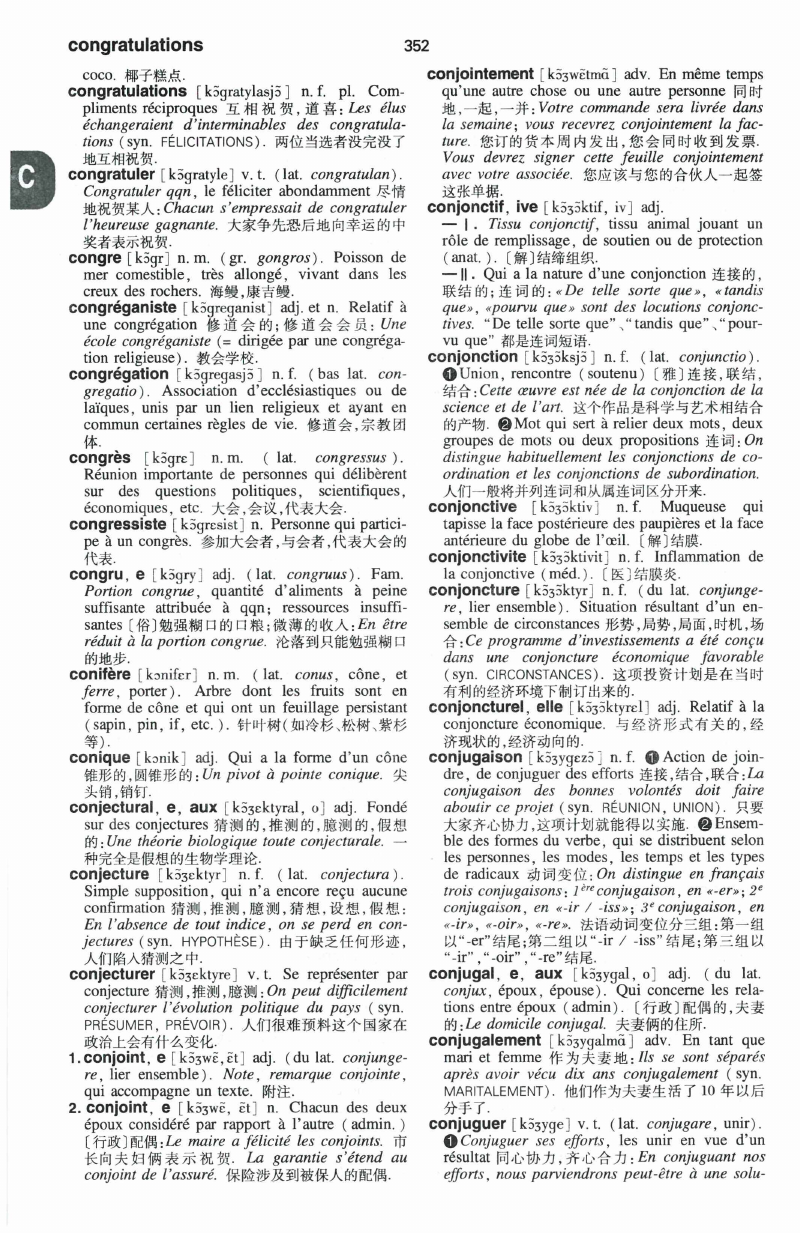 congratulations 352
coco. 椰子糕点.
congratulations [kɔ̃gratylasjɔ̃] n. f. pl. Com-
pliments réciproques 互相祝贺,道喜: Les élus
échangeraient d'interminables des congratula-
tions (syn. FÉLICITATIONS). 两位当选者没完没了
地互相祝贺.
congratuler [kɔ̃gratyle] v. t. (lat. congratulan).
Congratuler qqn, le féliciter abondamment 尽情
地祝贺某人: Chacun s'empressait de congratuler
l'heureuse gagnante. 大家争先恐后地向幸运的中
奖者表示祝贺.
congre [kɔ̃gr] n. m. (gr. gongros). Poisson de
mer comestible, très allongé, vivant dans les
creux des rochers. 海鳗,康吉鳗.
congréganiste [kɔ̃greganist] adj. et n. Relatif à
une congrégation 修道会的;修道会会员: Une
école congréganiste (= dirigée par une congréga-
tion religieuse). 教会学校.
congrégation [kɔ̃gregasjɔ̃] n. f. (bas lat. con-
gregatio). Association d'ecclésiastiques ou de
laïques, unis par un lien religieux et ayant en
commun certaines règles de vie. 修道会,宗教团
体.
congrès [kɔ̃grɛ] n. m. ( lat. congressus ).
Réunion importante de personnes qui délibèrent
sur des questions politiques, scientifiques,
économiques, etc. 大会,会议,代表大会.
congressiste [kɔ̃gresist] n. Personne qui partici-
pe à un congrès. 参加大会者,与会者,代表大会的
代表.
congru, e [kɔ̃gry] adj. (lat. congruus). Fam.
Portion congrue, quantité d'aliments à peine
suffisante attribuée à qqn; ressources insuffi-
santes〔俗〕勉强糊口的口粮;微薄的收人: En être
réduit à la portion congrue. 沦落到只能勉强糊口
的地步.
conifère [kɔnifɛr] n. m. (lat. conus, cône, et
ferre, porter). Arbre dont les fruits sont en
forme de cône et qui ont un feuillage persistant
(sapin, pin, if, etc.). 针叶树(如冷杉、松树、紫杉
等).
conique [kɔnik] adj. Qui a la forme d'un cône
锥形的,圆锥形的: Un pivot à pointe conique. 尖
头销,销钉.
conjectural, e, aux [kɔ̃ʒektyral, o] adj. Fondé
sur des conjectures 猜测的,推测的,臆测的,假想
的: Une théorie biologique toute conjecturale. 一
种完全是假想的生物学理论.
conjecture [kɔ̃ʒɛktyr] n. f. (lat. conjectura).
Simple supposition, qui n'a encore reçu aucune
confirmation 猜测,推测,臆测,猜想,设想,假想:
En l'absence de tout indice, on se perd en con-
jectures (syn. HYPOTHÈSE). 由于缺乏任何形迹,
人们陷入猜测之中.
conjecturer [kɔ̃ʒektyre] v. t. Se représenter par
conjecture 猜测,推测,臆测: On peut difficilement
conjecturer l'évolution politique du pays (syn.
PRÉSUMER, PRÉVOIR). 人们很难预料这个国家在
政治上会有什么变化.
1. conjoint, e [kɔ̃ʒwɛ̃, ɛ̃t] adj. (du lat. conjunge-
re, lier ensemble). Note, remarque conjointe,
qui accompagne un texte. 附注.
2. conjoint, e [kɔ̃ʒwɛ̃, ɛ̃t] n. Chacun des deux
époux considéré par rapport à l'autre (admin.)
〔行政〕配偶: Le maire a félicité les conjoints. 市
长向夫妇俩表示祝贺. La garantie s'étend au
conjoint de l'assuré. 保险涉及到被保人的配偶.
C
conjointement [kɔ̃ʒwɛ̃tmɑ̃] adv. En même temps
qu'une autre chose ou une autre personne 同时
地,一起,一并: Votre commande sera livrée dans
la semaine; vous recevrez conjointement la fac-
ture. 您订的货本周内发出,您会同时收到发票.
Vous devrez signer cette feuille conjointement
avec votre associée. 您应该与您的合伙人一起签
这张单据.
conjonctif, ive [kɔ̃ʒɔ̃ktif, iv] adj.
— Ⅰ. Tissu conjonctif, tissu animal jouant un
rôle de remplissage, de soutien ou de protection
(anat.).〔解〕结缔组织.
— Ⅱ. Qui a la nature d'une conjonction 连接的,
联结的;连词的: «De telle sorte que», «tandis
que», «pourvu que» sont des locutions conjonc-
tives. “De telle sorte que”、“tandis que”、“pour-
vu que” 都是连词短语.
conjonction [kɔ̃ʒɔ̃ksjɔ̃] n. f. (lat. conjunctio).
❶Union, rencontre (soutenu)〔雅〕连接,联结,
结合: Cette œuvre est née de la conjonction de la
science et de l'art. 这个作品是科学与艺术相结合
的产物. ❷Mot qui sert à relier deux mots, deux
groupes de mots ou deux propositions 连词: On
distingue habituellement les conjonctions de co-
ordination et les conjonctions de subordination.
人们一般将并列连词和从属连词区分开来.
conjonctive [kɔ̃ʒɔ̃ktiv] n. f. Muqueuse qui
tapisse la face postérieure des paupières et la face
antérieure du globe de l'œil.〔解〕结膜.
conjonctivite [kɔ̃ʒɔ̃ktivit] n. f. Inflammation de
la conjonctive (méd.).〔医〕结膜炎.
conjoncture [kɔ̃ʒɔ̃ktyr] n. f. (du lat. conjunge-
re, lier ensemble). Situation résultant d'un en-
semble de circonstances 形势,局势,局面,时机,场
合: Ce programme d'investissements a été conçu
dans une conjoncture économique favorable
(syn. CIRCONSTANCES). 这项投资计划是在当时
有利的经济环境下制订出来的.
conjoncturel, elle [kɔ̃ʒɔ̃ktyrɛl] adj. Relatif à la
conjoncture économique. 与经济形式有关的,经
济现状的,经济动向的.
conjugaison [kɔ̃ʒygɛzɔ̃] n. f. ❶Action de join-
dre, de conjuguer des efforts 连接,结合,联合: La
conjugaison des bonnes volontés doit faire
aboutir ce projet (syn. RÉUNION, UNION). 只要
大家齐心协力,这项计划就能得以实施. ❷Ensem-
ble des formes du verbe, qui se distribuent selon
les personnes, les modes, les temps et les types
de radicaux 动词变位: On distingue en français
trois conjugaisons: 1ère conjugaison, en «-er»; 2e
conjugaison, en «-ir / -iss»; 3e conjugaison, en
«-ir», «-oir», «-re». 法语动词变位分三组:第一组
以“-er”结尾;第二组以“-ir / -iss”结尾;第三组以
“-ir”,“-oir”,“-re”结尾.
conjugal, e, aux [kɔ̃ʒygal, o] adj. (du lat.
conjux, époux, épouse). Qui concerne les rela-
tions entre époux (admin).〔行政〕配偶的,夫妻
的: Le domicile conjugal. 夫妻俩的住所.
conjugalement [kɔ̃ʒygalmɑ̃] adv. En tant que
mari et femme 作为夫妻地: Ils se sont séparés
après avoir vécu dix ans conjugalement (syn.
MARITALEMENT). 他们作为夫妻生活了 10 年以后
分手了.
conjuguer [kɔ̃ʒyge] v. t. (lat. conjugare, unir).
❶Conjuguer ses efforts, les unir en vue d'un
résultat 同心协力,齐心合力: En conjuguant nos
efforts, nous parviendrons peut-être à une solu-